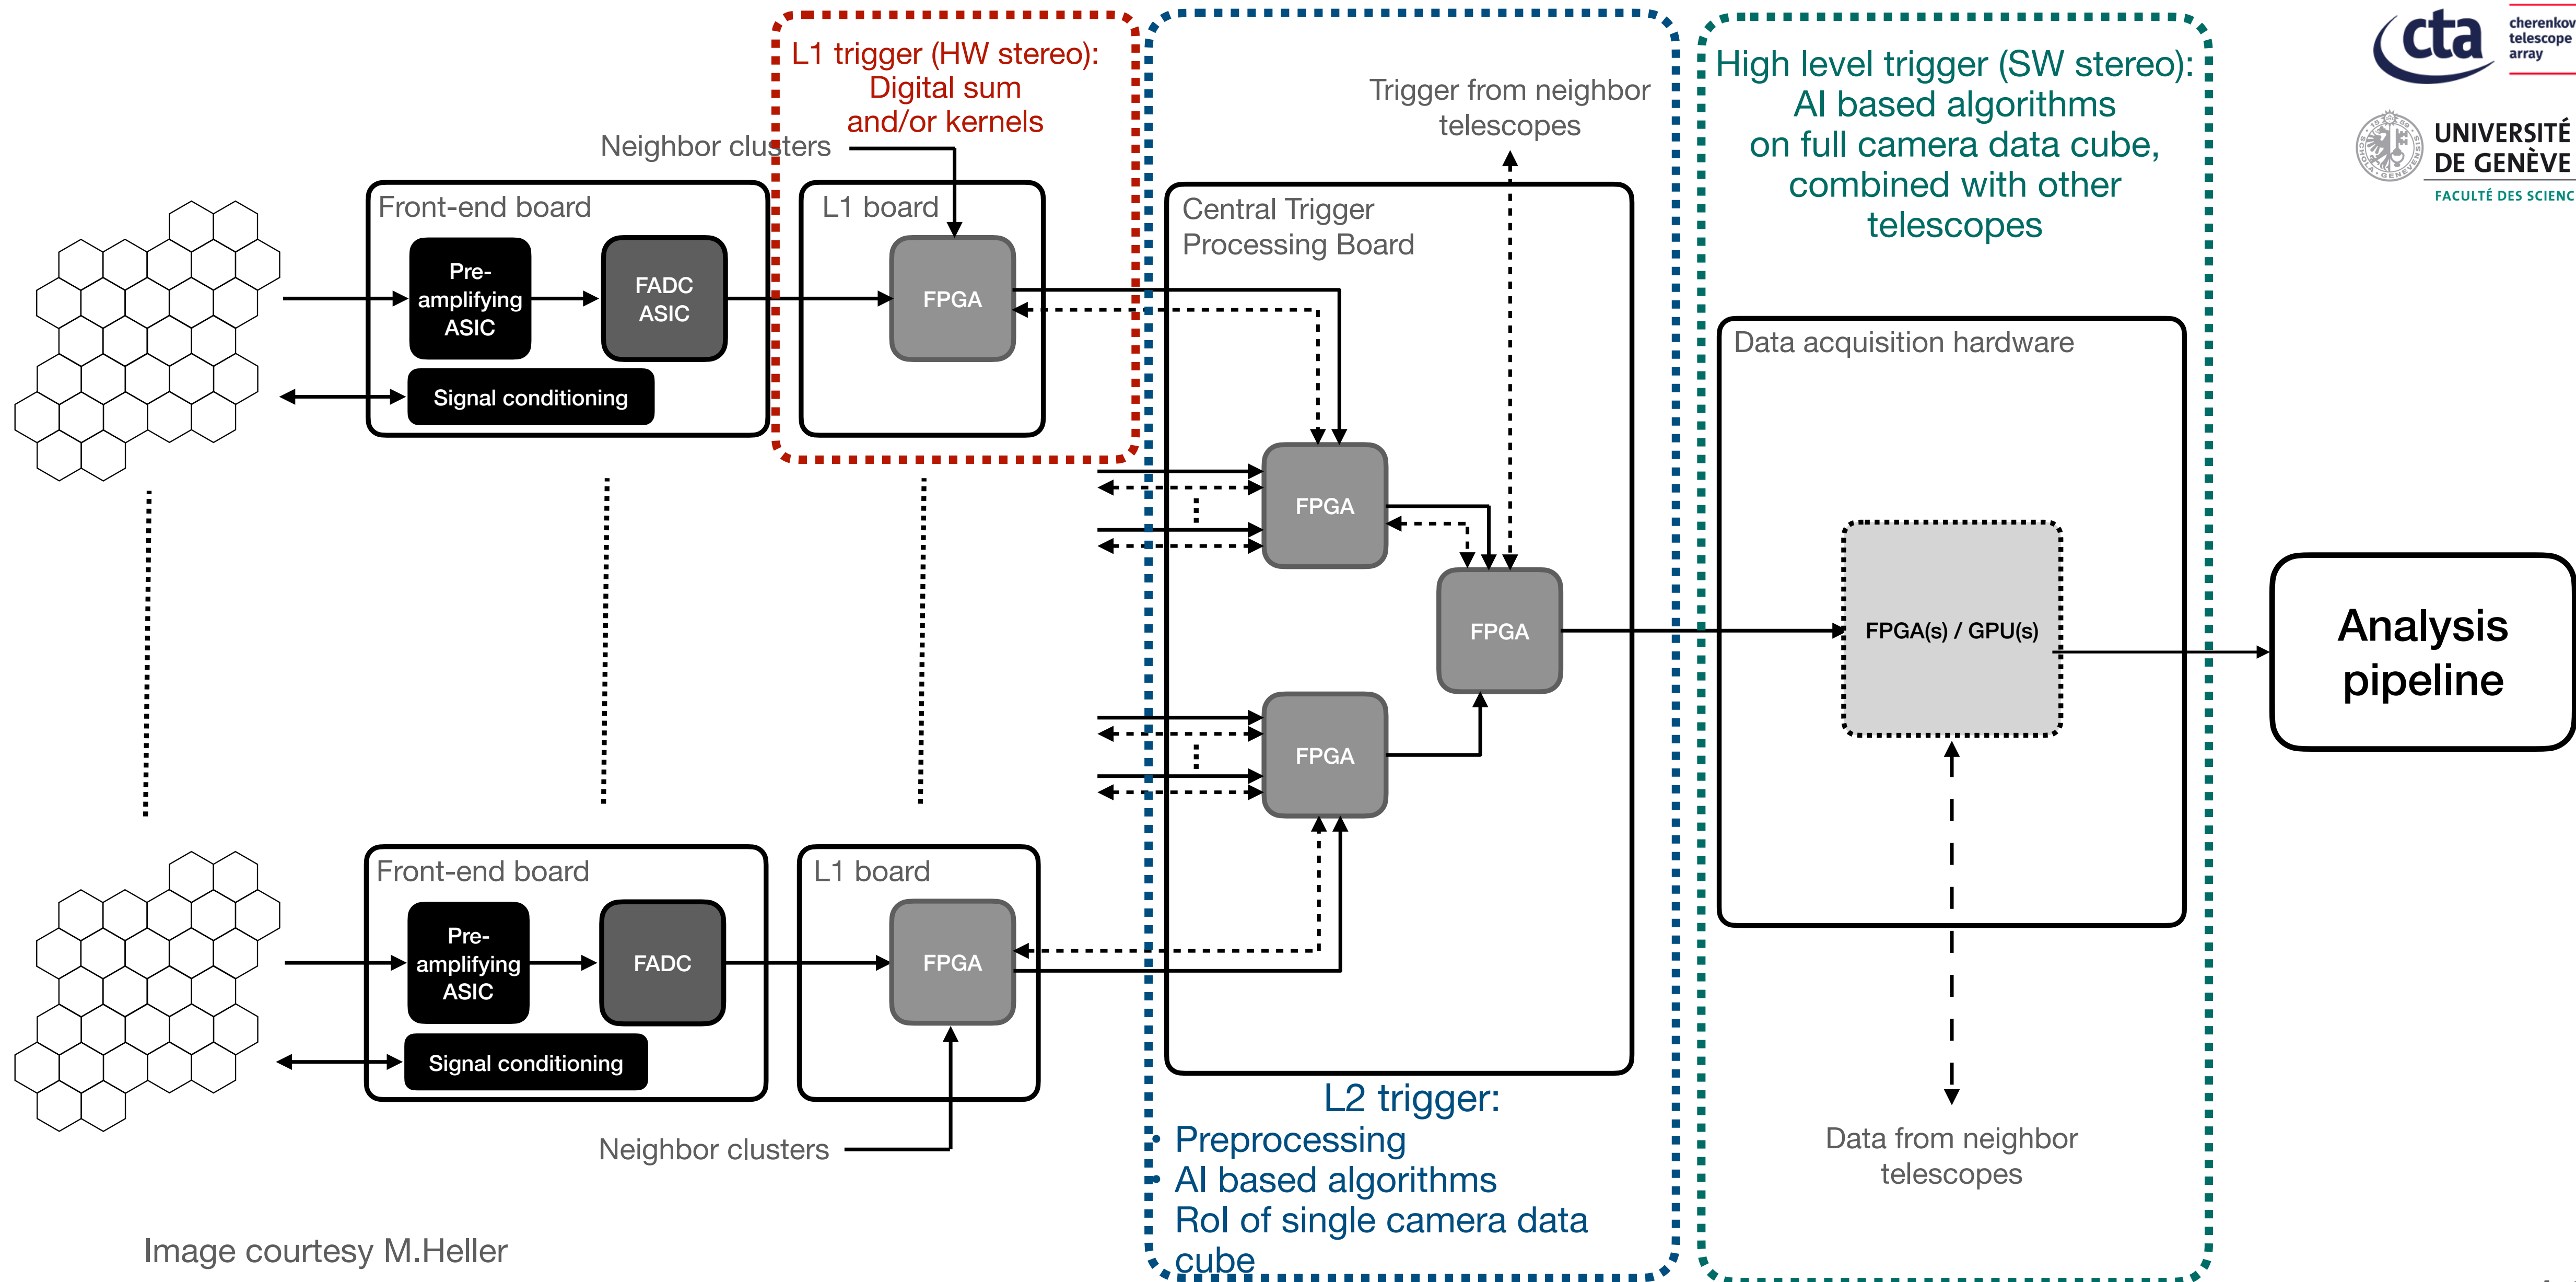 L1 trigger (HW stereo):
Digital sum
and/or kernels
Neighbor clusters
Front-end board
Pre-
amplifying
ASIC
FADC
ASIC
Signal conditioning
L1 board
FPGA
Trigger from neighbor
telescopes
Central Trigger
Processing Board
FPGA
FPGA
FPGA
High level trigger (SW stereo):
AI based algorithms
on full camera data cube,
combined with other
telescopes
Data acquisition hardware
FPGA(s) / GPU(s)
Data from neighbor
telescopes
Analysis
pipeline
cta
cherenkov
telescope
array
UNIVERSITÉ
DE GENÈVE
FACULTÉ DES SCIENC
Front-end board
Pre-
amplifying
ASIC
FADC
Signal conditioning
L1 board
FPGA
Neighbor clusters
L2 trigger:
• Preprocessing
• AI based algorithms
RoI of single camera data
cube
Image courtesy M.Heller